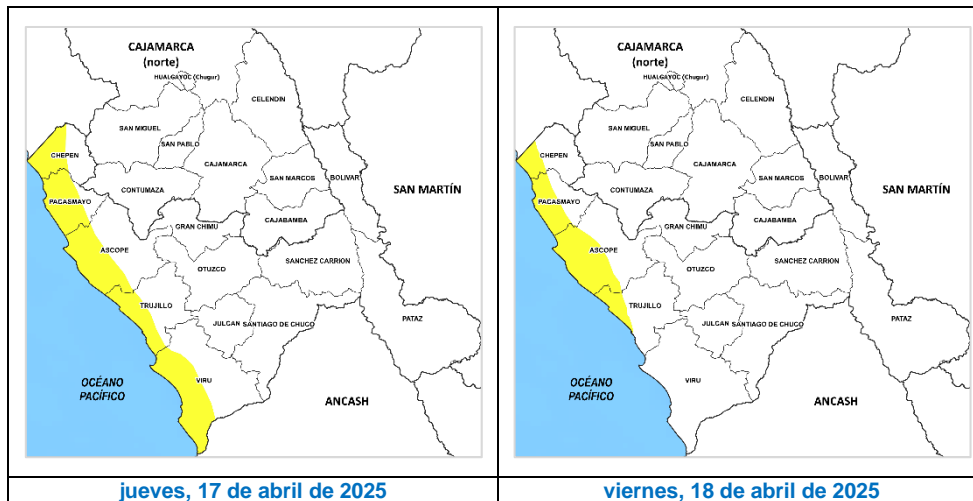 CAJAMARCA
(norte)
HUALGAYOC (Chugur)
CELENDIN
SAN MIGUEL
SAN PABLO
CHEPEN
CAJAMARCA
SAN MARCOS
BOLIVAR
CONTUMAZA
SAN MARTÍN
PACASMAYO
CAJABAMBA
GRAN CHIMU
ASCOPE
SANCHEZ CARRION
OTUZCO
TRUJILLO
PATAZ
JULCAN
SANTIAGO DE CHUCO
VIRU
OCÉANO
PACÍFICO
ANCASH
jueves, 17 de abril de 2025
CAJAMARCA
(norte)
HUALGAYOC (Chugur)
CELENDIN
SAN MIGUEL
SAN PABLO
CHEPEN
CAJAMARCA
SAN MARCOS
BOLIVAR
CONTUMAZA
SAN MARTÍN
PACASMAYO
CAJABAMBA
GRAN CHIMU
ASCOPE
SANCHEZ CARRION
OTUZCO
TRUJILLO
PATAZ
JULCAN
SANTIAGO DE CHUCO
VIRU
OCÉANO
PACÍFICO
ANCASH
viernes, 18 de abril de 2025